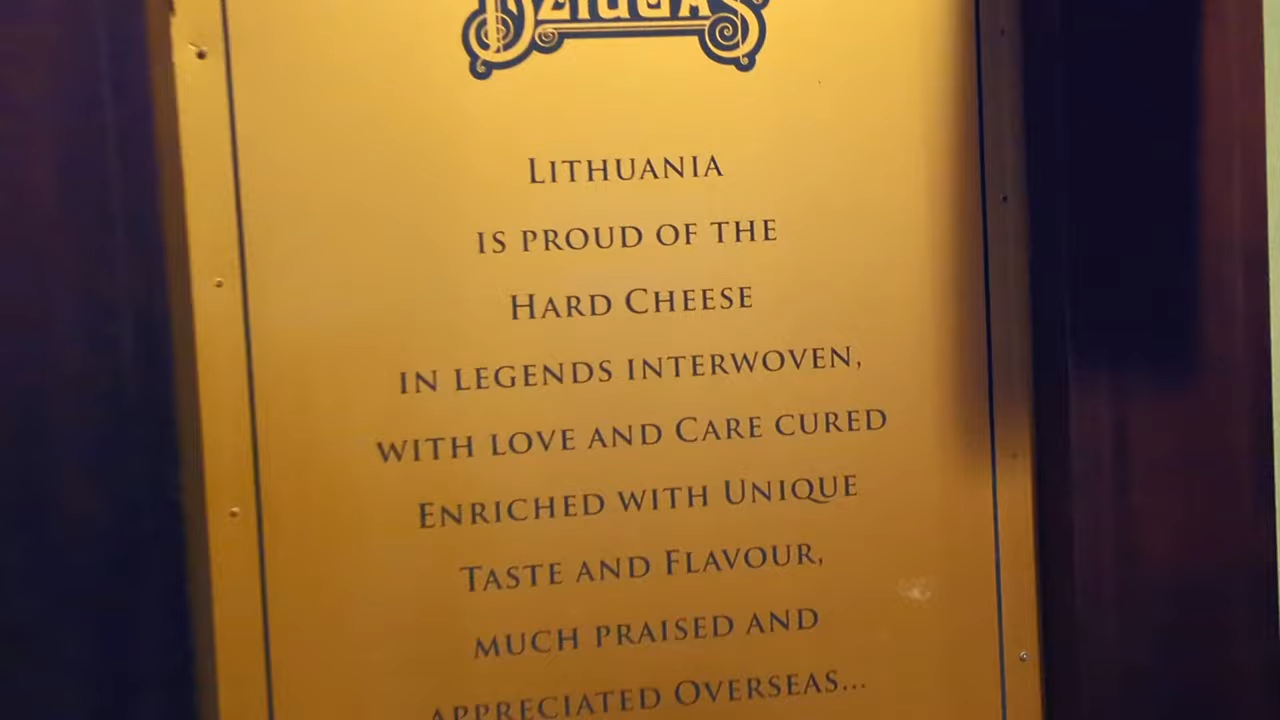 DZIUGAS
LITHUANIA
IS PROUD OF THE
HARD CHEESE
IN LEGENDS INTERWOVEN,
WITH LOVE AND CARE CURED
ENRICHED WITH UNIQUE
TASTE AND FLAVOUR,
MUCH PRAISED AND
APPRECIATED OVERSEAS...